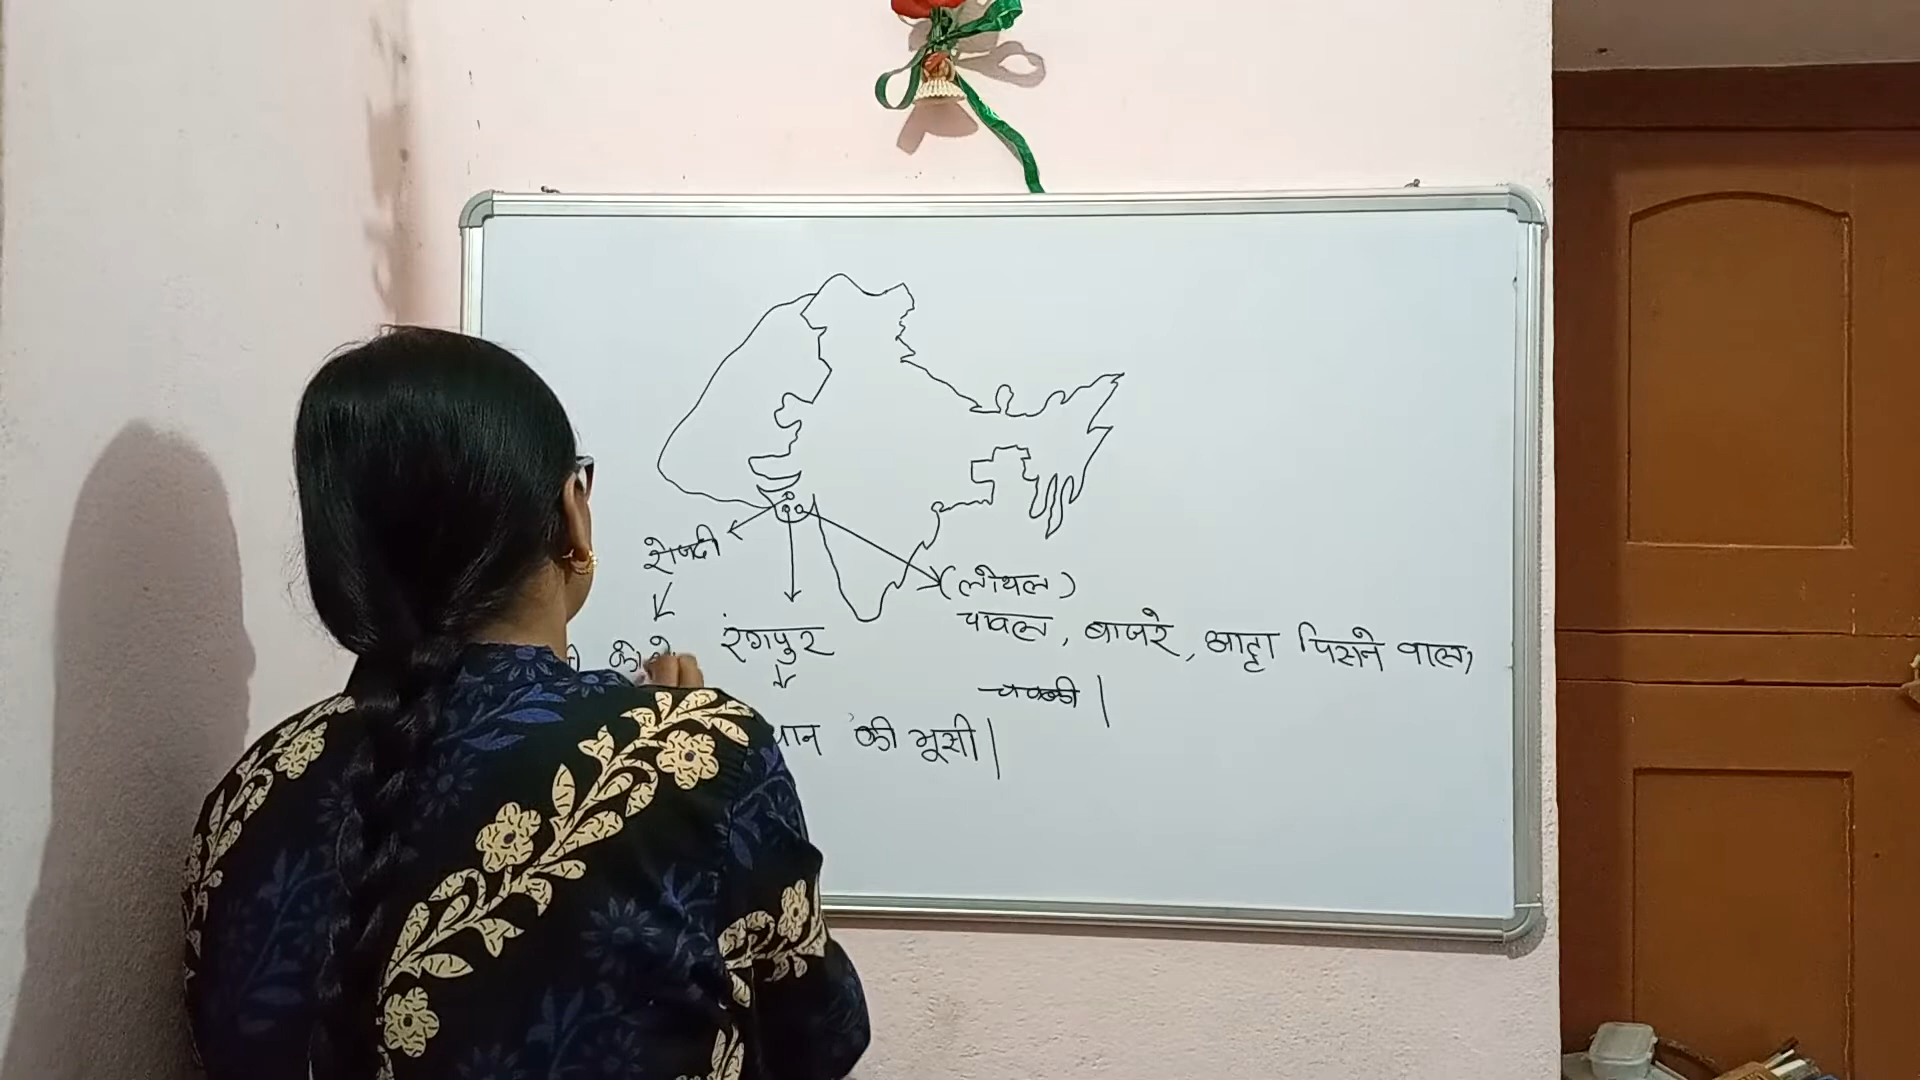 रोजदी
(लोथल)
चावल, बाजरे, आट्टा पिसने वाला
चक्की|
रंगपुर
की भूसी|